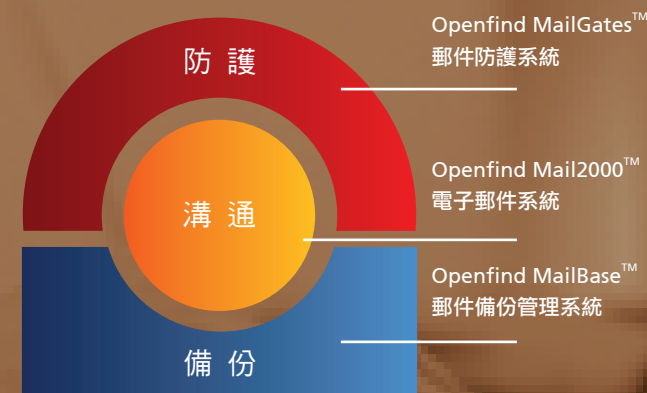 防護
Openfind MailGates™
郵件防護系統
溝通
Openfind Mail2000™
電子郵件系統
Openfind MailBase™
郵件備份管理系統
備份